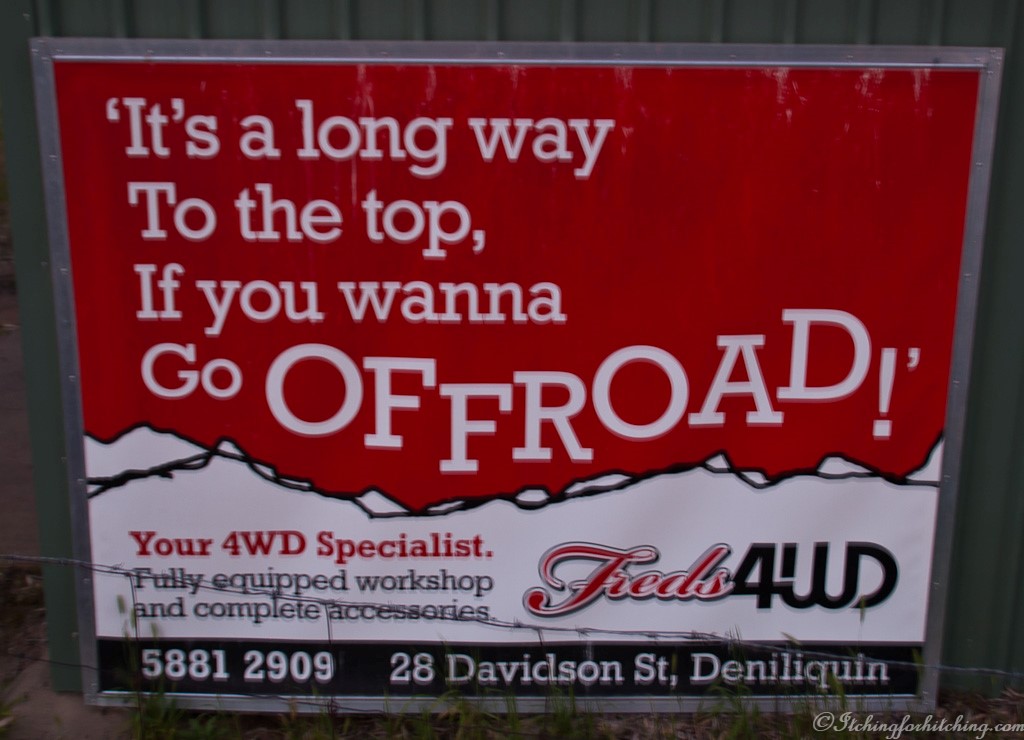 ‘It’s a long way
To the top,
If you wanna
Go OFFROAD!’
Your 4WD Specialist.
Fully equipped workshop
and complete accessories.
Freds 4WD
5881 2909 28 Davidson St, Deniliquin
©Itchingforhitching.com